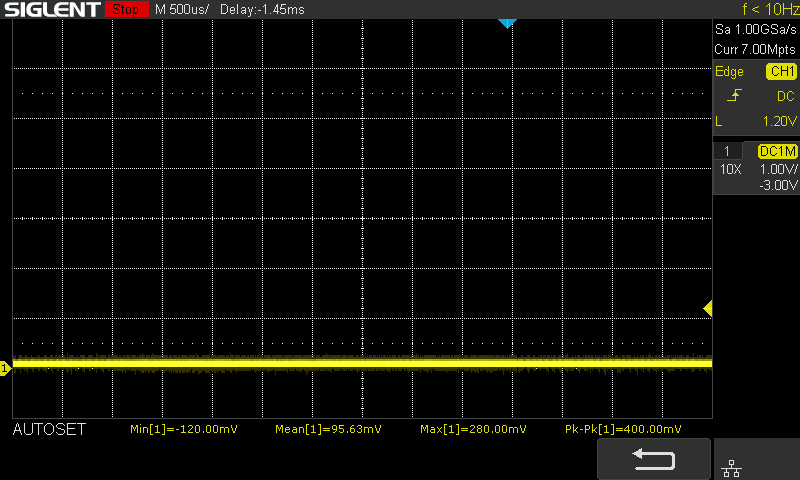 SIGLENT Stop M 500us/ Delay:-1.45ms f < 10Hz
Sa 1.00GSa/s
Curr 7.00Mpts
Edge CH1
DC
L 1.20V
1 DC1M
10X 1.00V/
-3.00V
1
AUTOSET Min[1]=-120.00mV Mean[1]=95.63mV Max[1]=280.00mV Pk-Pk[1]=400.00mV